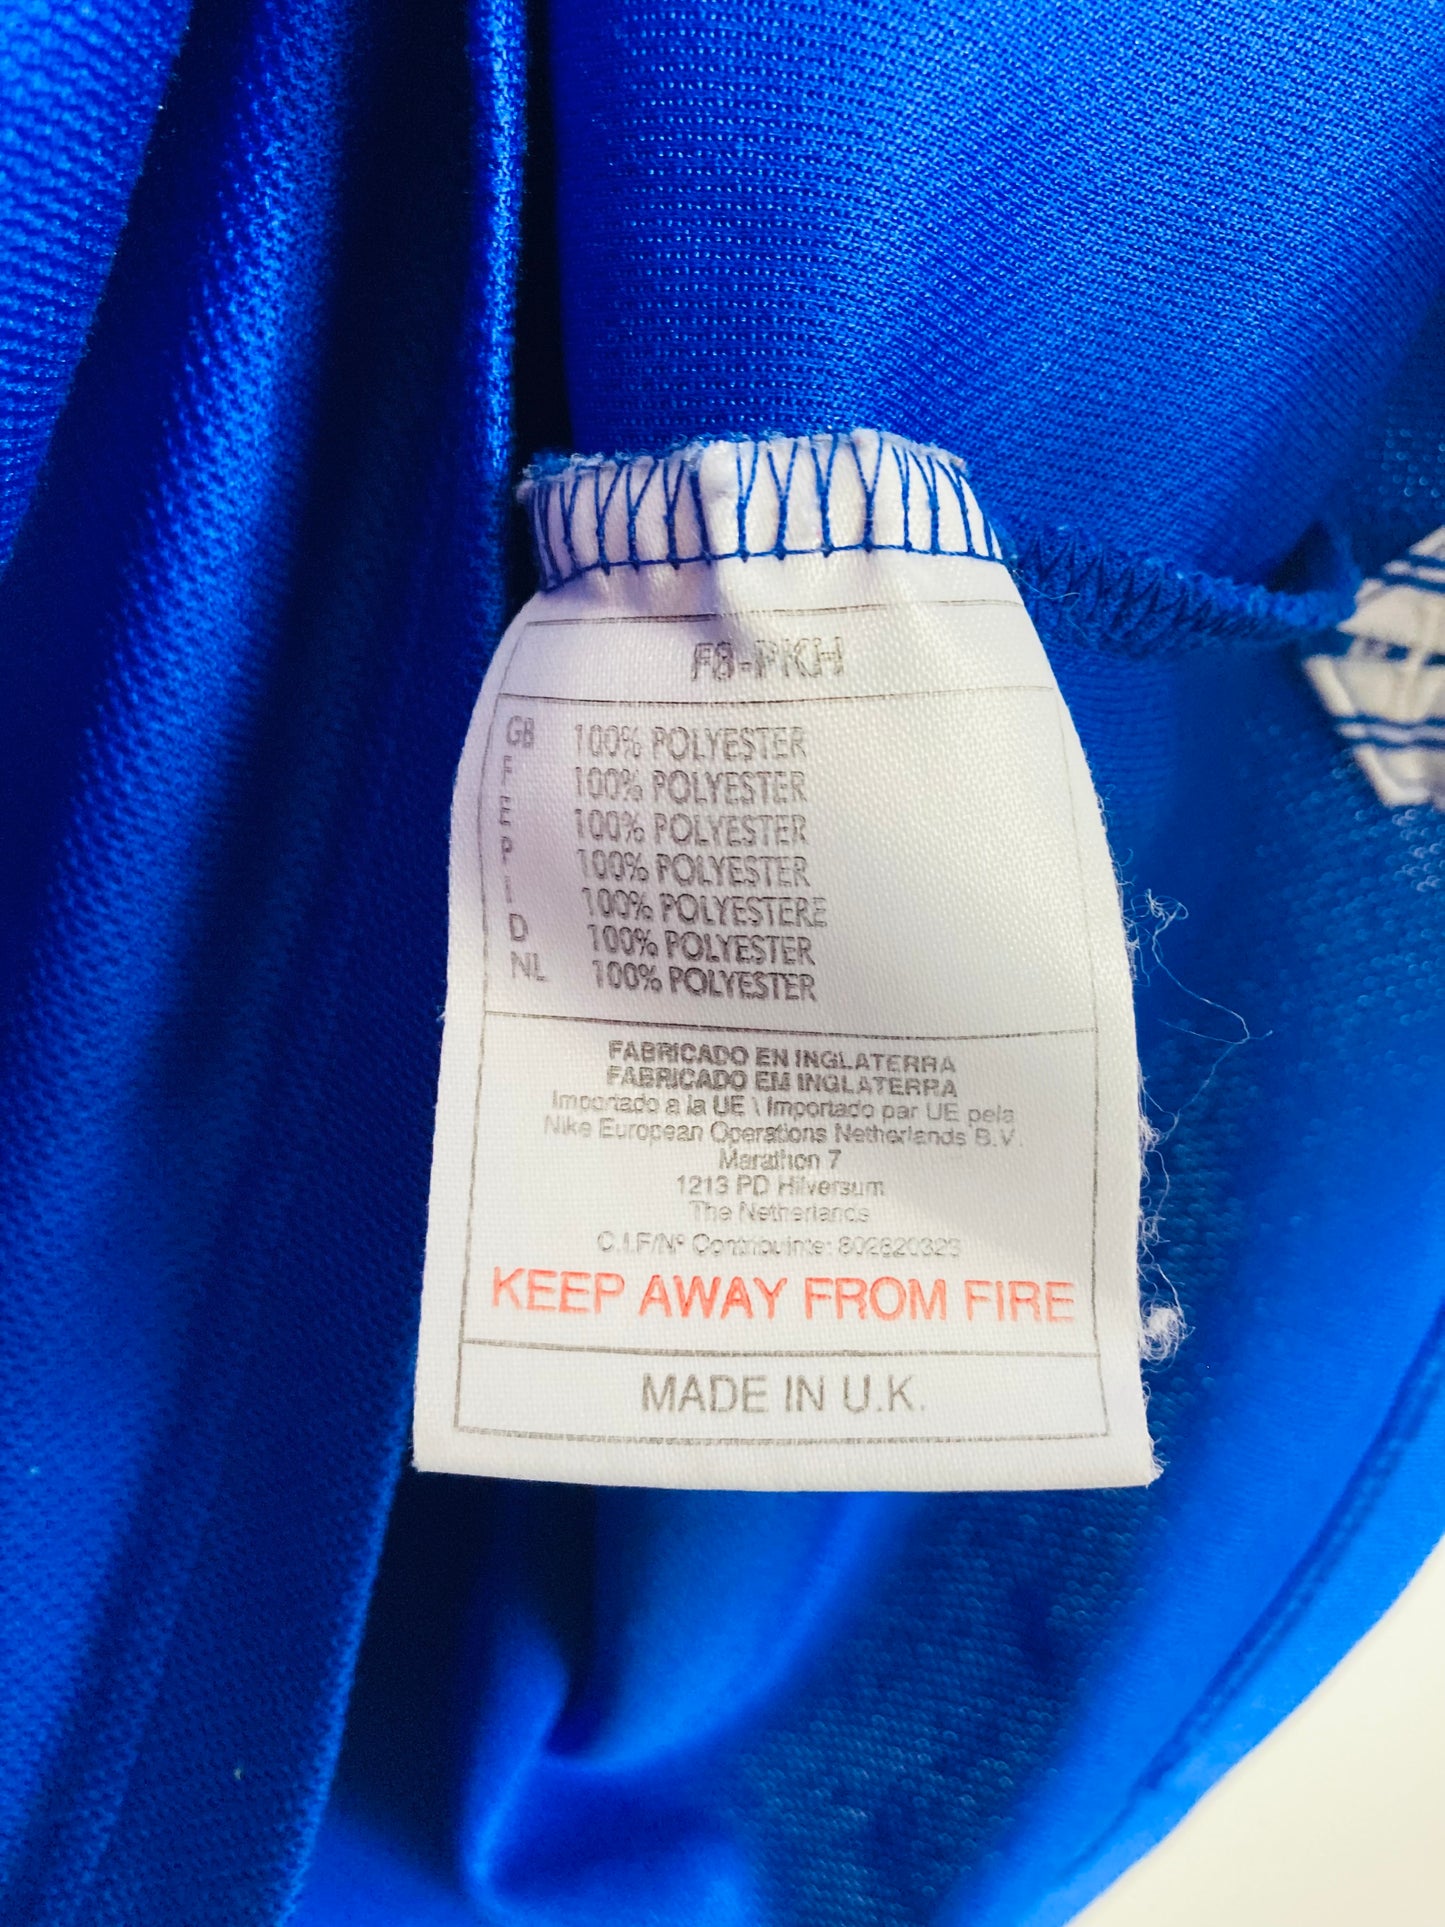 F8-PKH
GB 100% POLYESTER
F 100% POLYESTER
E 100% POLYESTER
P 100% POLYESTER
I 100% POLYESTERE
D 100% POLYESTER
NL 100% POLYESTER
FABRICADO EN INGLATERRA
FABRICADO EM INGLATERRA
Importado a la UE \ Importado par UE pela
Nike European Operations Netherlands B.V.
Marathon 7
1213 PD Hilversum
The Netherlands
C.I.F/Nº Contribuinte: 802820323
KEEP AWAY FROM FIRE
MADE IN U.K.